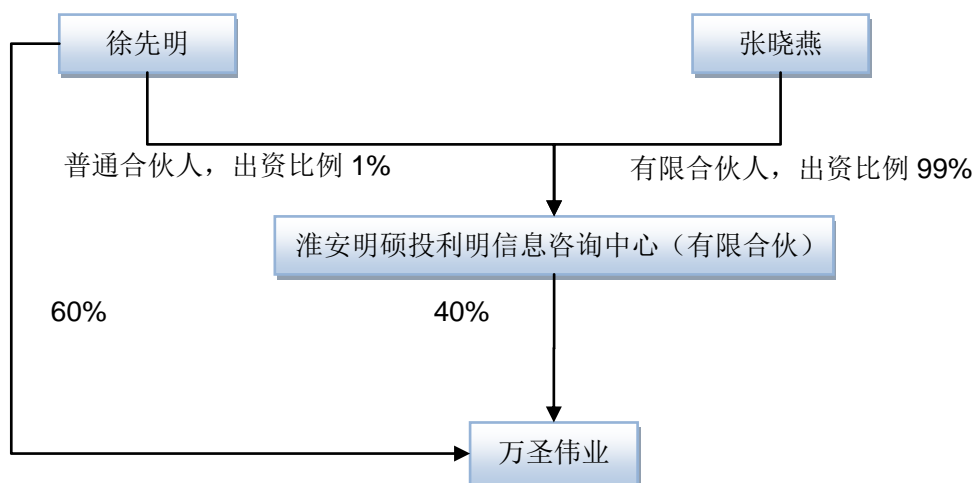 徐先明
张晓燕
普通合伙人，出资比例 1%
有限合伙人，出资比例 99%
淮安明硕投利明信息咨询中心（有限合伙）
60%
40%
万圣伟业